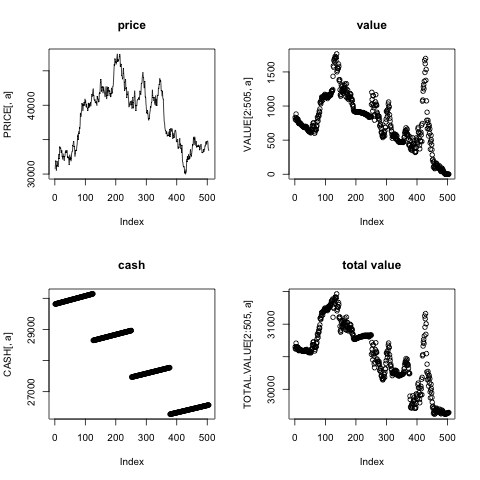 price
PRICE[, a]
30000 40000
0 100 200 300 400 500
Index
value
VALUE[2:505, a]
0 500 1000 1500
0 100 200 300 400 500
Index
cash
CASH[, a]
27000 29000
0 100 200 300 400 500
Index
total value
TOTAL.VALUE[2:505, a]
30000 31000
0 100 200 300 400 500
Index